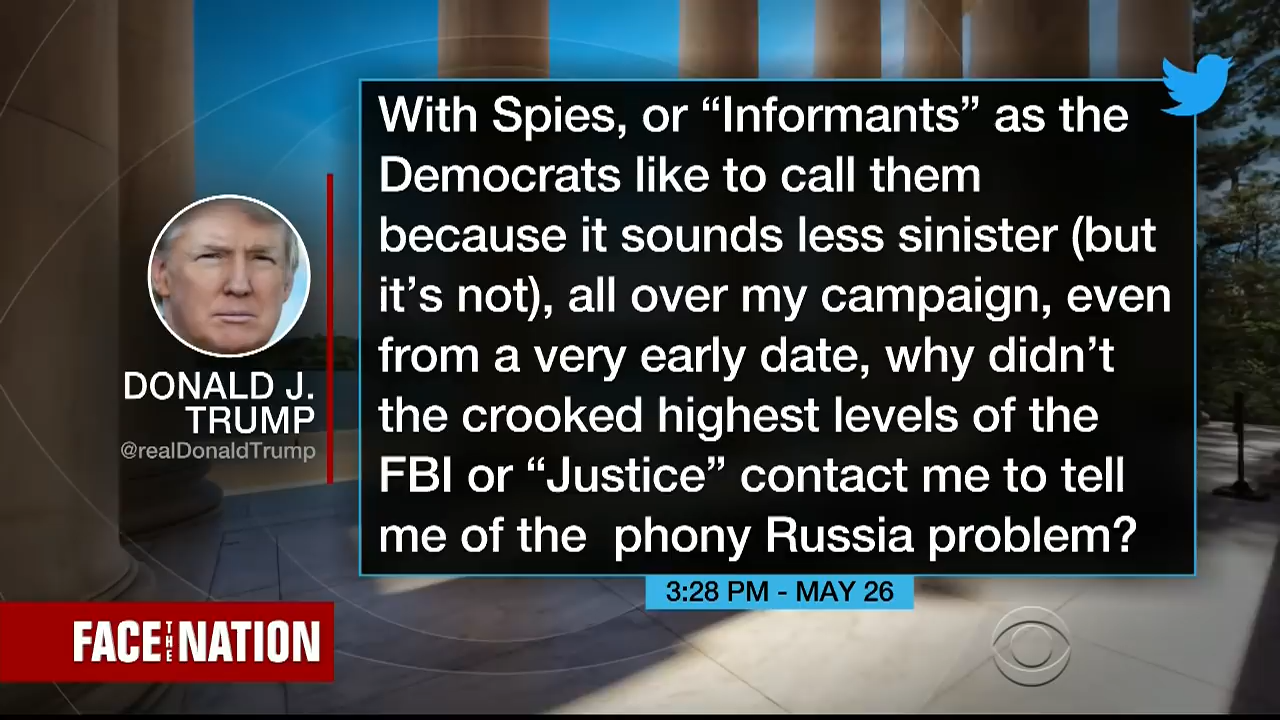 With Spies, or “Informants” as the
Democrats like to call them
because it sounds less sinister (but
it’s not), all over my campaign, even
from a very early date, why didn’t
the crooked highest levels of the
FBI or “Justice” contact me to tell
me of the  phony Russia problem?
DONALD J.
TRUMP
@realDonaldTrump
3:28 PM - MAY 26
FACE THE NATION